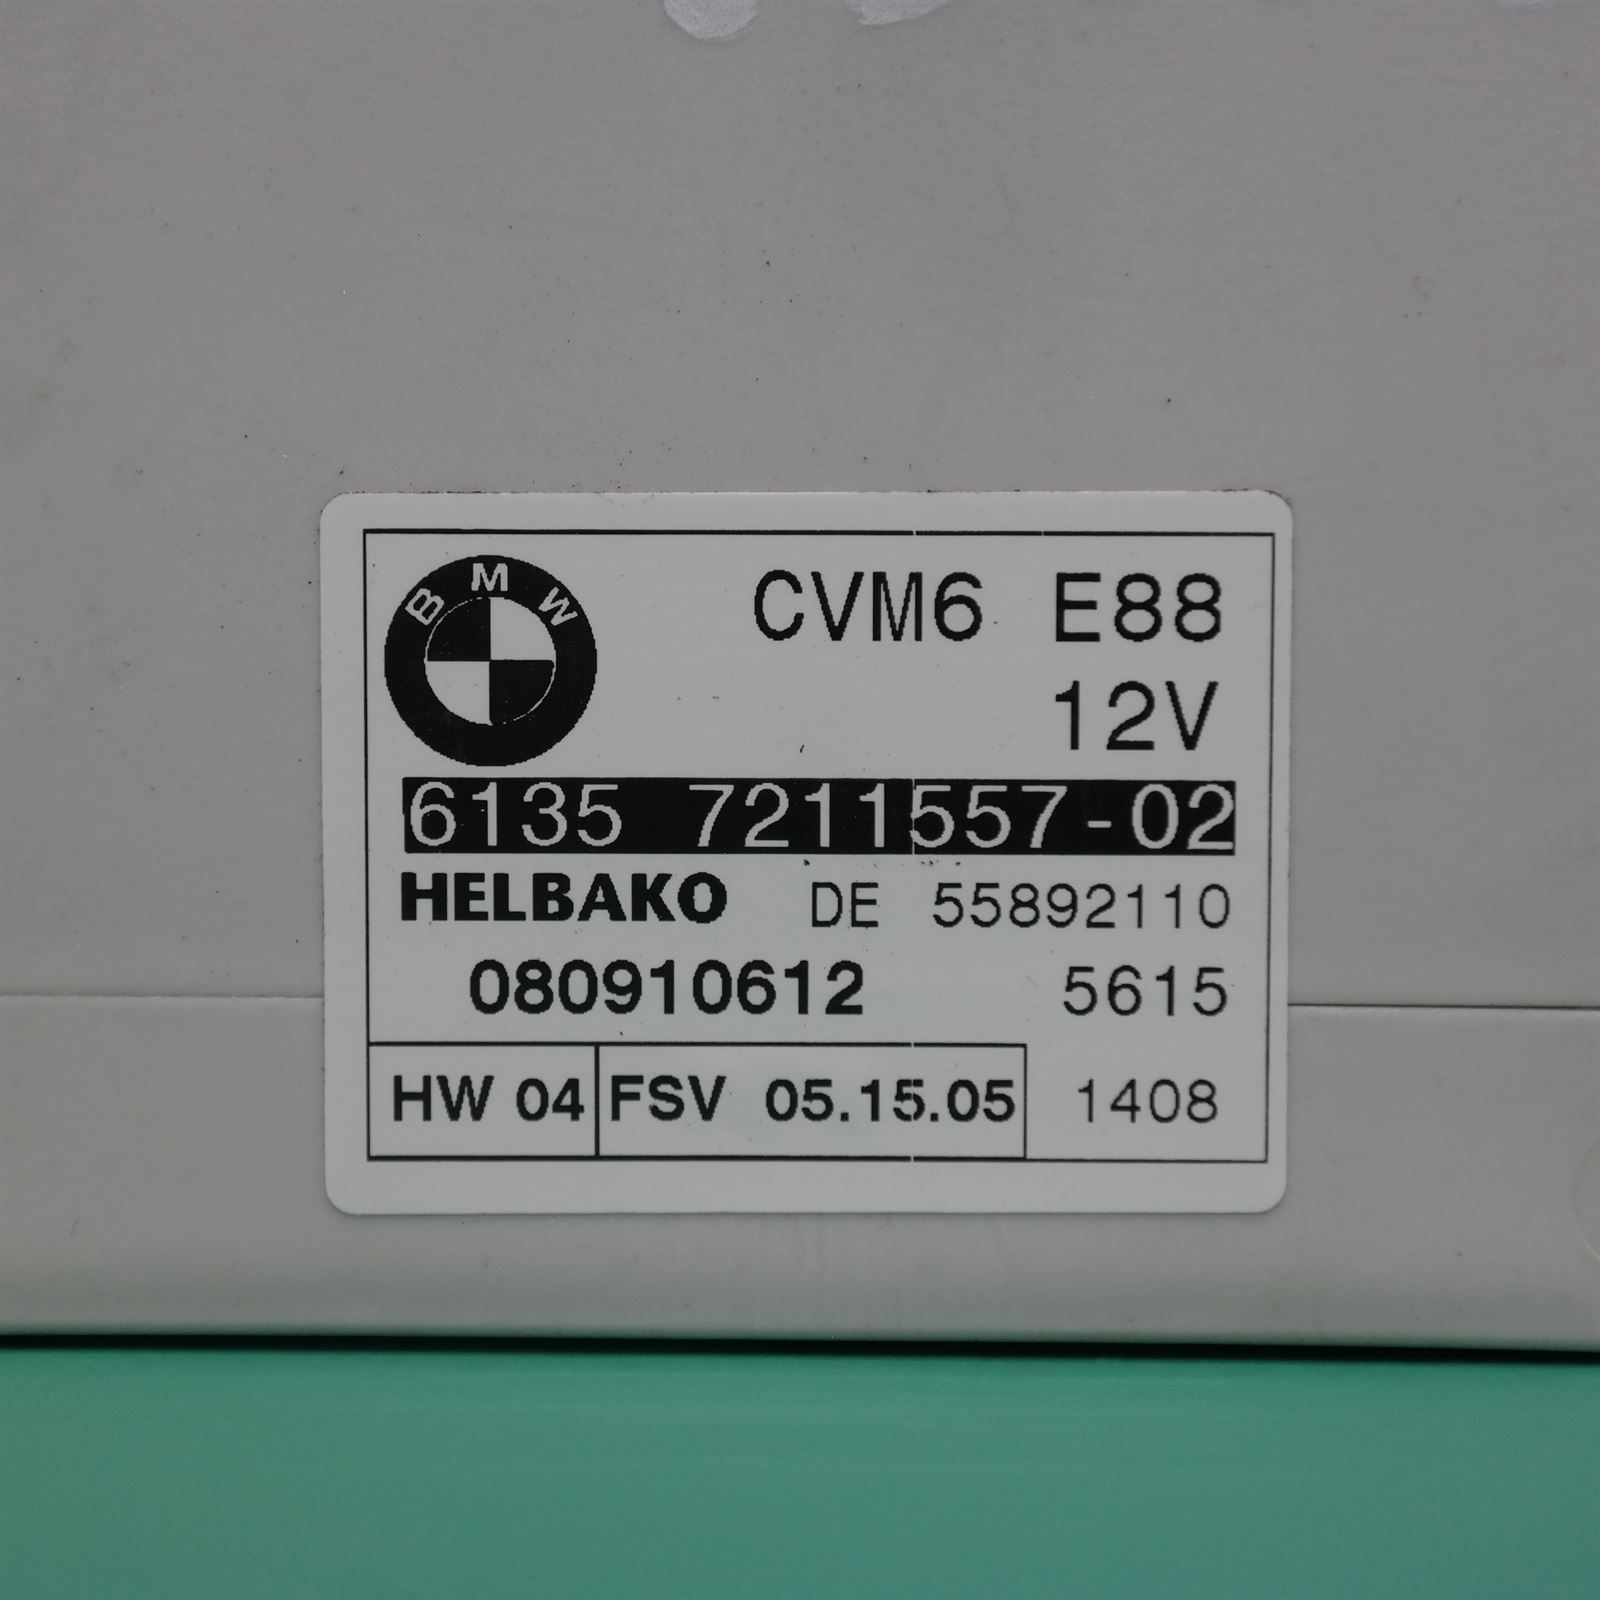 BMW CVM6 E88
12V
6135 7211557-02
HELBAKO DE 55892110
080910612 5615
HW 04 FSV 05.15.05 1408